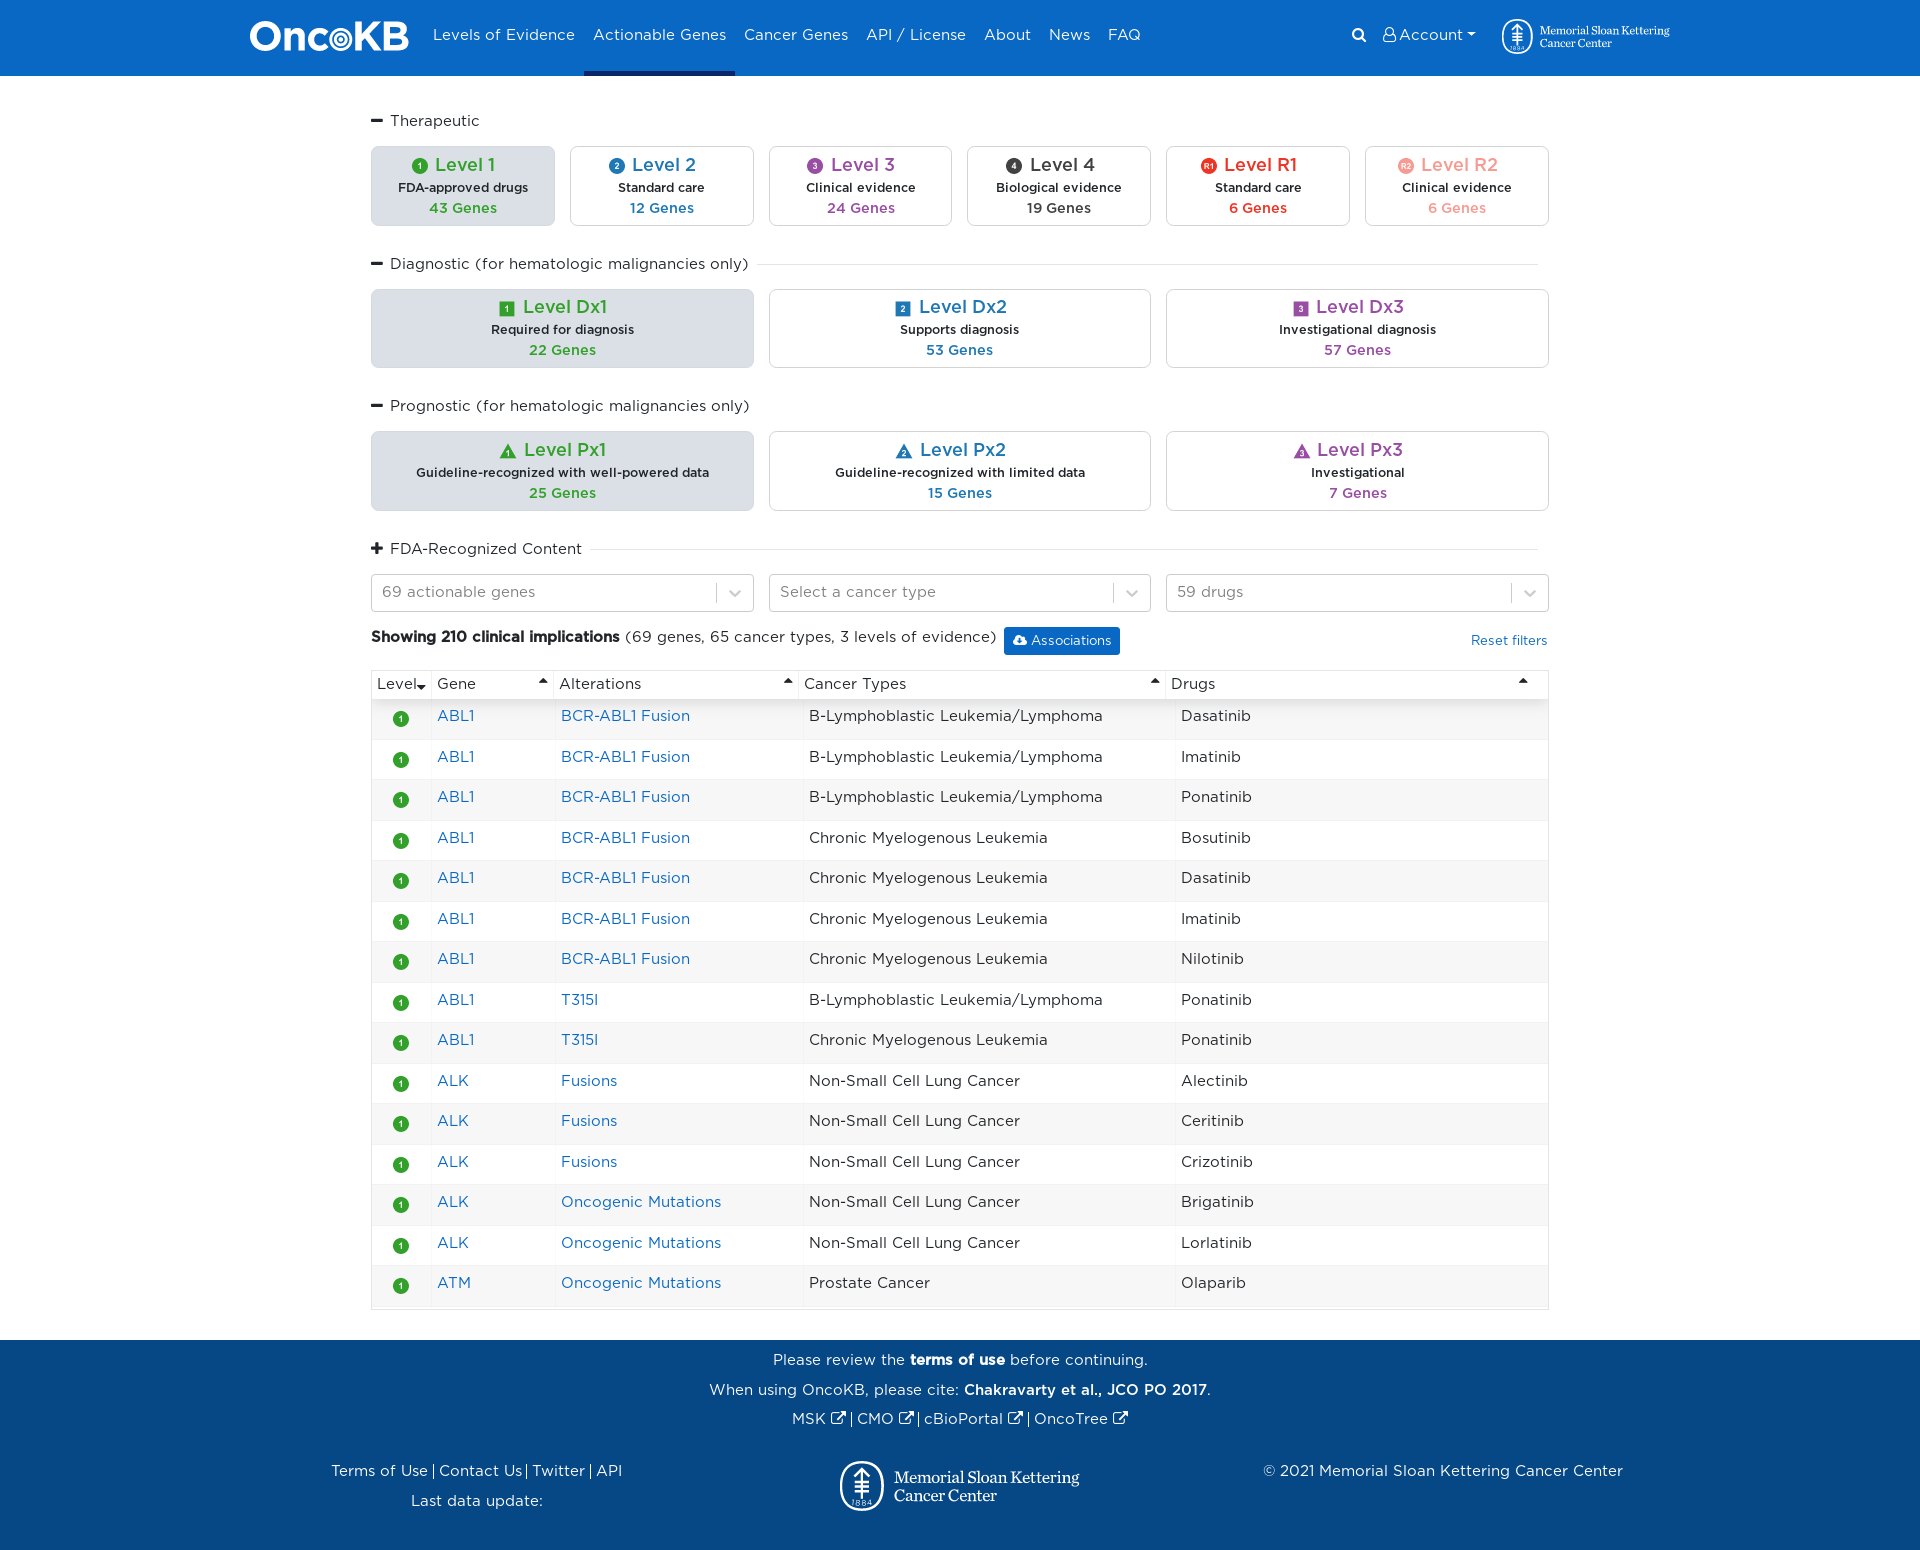 OncoKB Levels of Evidence Actionable Genes Cancer Genes API / License About News FAQ Account Memorial Sloan Kettering
Cancer Center
1884
Therapeutic
1 Level 1 2 Level 2 3 Level 3 4 Level 4 R1 Level R1 R2 Level R2
FDA-approved drugs Standard care Clinical evidence Biological evidence Standard care Clinical evidence
43 Genes 12 Genes 24 Genes 19 Genes 6 Genes 6 Genes
Diagnostic (for hematologic malignancies only)
1 Level Dx1 2 Level Dx2 3 Level Dx3
Required for diagnosis Supports diagnosis Investigational diagnosis
22 Genes 53 Genes 57 Genes
Prognostic (for hematologic malignancies only)
1 Level Px1 2 Level Px2 3 Level Px3
Guideline-recognized with well-powered data Guideline-recognized with limited data Investigational
25 Genes 15 Genes 7 Genes
FDA-Recognized Content
69 actionable genes Select a cancer type 59 drugs
Showing 210 clinical implications (69 genes, 65 cancer types, 3 levels of evidence) Associations Reset filters
Level Gene Alterations Cancer Types Drugs
1 ABL1 BCR-ABL1 Fusion B-Lymphoblastic Leukemia/Lymphoma Dasatinib
1 ABL1 BCR-ABL1 Fusion B-Lymphoblastic Leukemia/Lymphoma Imatinib
1 ABL1 BCR-ABL1 Fusion B-Lymphoblastic Leukemia/Lymphoma Ponatinib
1 ABL1 BCR-ABL1 Fusion Chronic Myelogenous Leukemia Bosutinib
1 ABL1 BCR-ABL1 Fusion Chronic Myelogenous Leukemia Dasatinib
1 ABL1 BCR-ABL1 Fusion Chronic Myelogenous Leukemia Imatinib
1 ABL1 BCR-ABL1 Fusion Chronic Myelogenous Leukemia Nilotinib
1 ABL1 T315I B-Lymphoblastic Leukemia/Lymphoma Ponatinib
1 ABL1 T315I Chronic Myelogenous Leukemia Ponatinib
1 ALK Fusions Non-Small Cell Lung Cancer Alectinib
1 ALK Fusions Non-Small Cell Lung Cancer Ceritinib
1 ALK Fusions Non-Small Cell Lung Cancer Crizotinib
1 ALK Oncogenic Mutations Non-Small Cell Lung Cancer Brigatinib
1 ALK Oncogenic Mutations Non-Small Cell Lung Cancer Lorlatinib
1 ATM Oncogenic Mutations Prostate Cancer Olaparib
Please review the terms of use before continuing.
When using OncoKB, please cite: Chakravarty et al., JCO PO 2017.
MSK | CMO | cBioPortal | OncoTree
Terms of Use | Contact Us | Twitter | API
Last data update:
1884 Memorial Sloan Kettering
Cancer Center
© 2021 Memorial Sloan Kettering Cancer Center